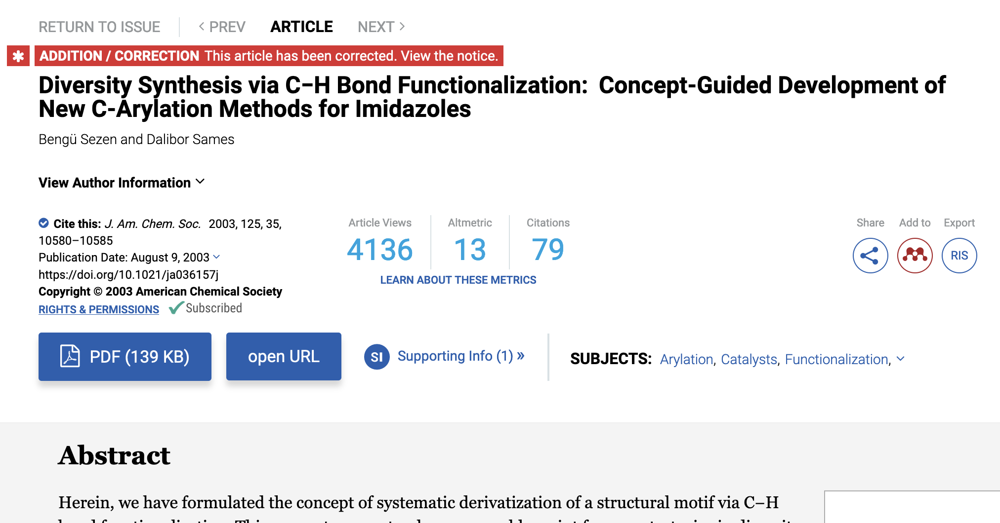 RETURN TO ISSUE
< PREV
ARTICLE
NEXT >
* ADDITION / CORRECTION This article has been corrected. View the notice.
Diversity Synthesis via C−H Bond Functionalization:  Concept-Guided Development of
New C-Arylation Methods for Imidazoles
Bengü Sezen and Dalibor Sames
View Author Information
Cite this: J. Am. Chem. Soc. 2003, 125, 35,
10580–10585
Publication Date: August 9, 2003
https://doi.org/10.1021/ja036157j
Copyright © 2003 American Chemical Society
RIGHTS & PERMISSIONS
Subscribed
Article Views
4136
Altmetric
13
Citations
79
LEARN ABOUT THESE METRICS
Share
Add to
Export
RIS
PDF (139 KB)
open URL
SI
Supporting Info (1) »
SUBJECTS: Arylation, Catalysts, Functionalization,
Abstract
Herein, we have formulated the concept of systematic derivatization of a structural motif via C−H